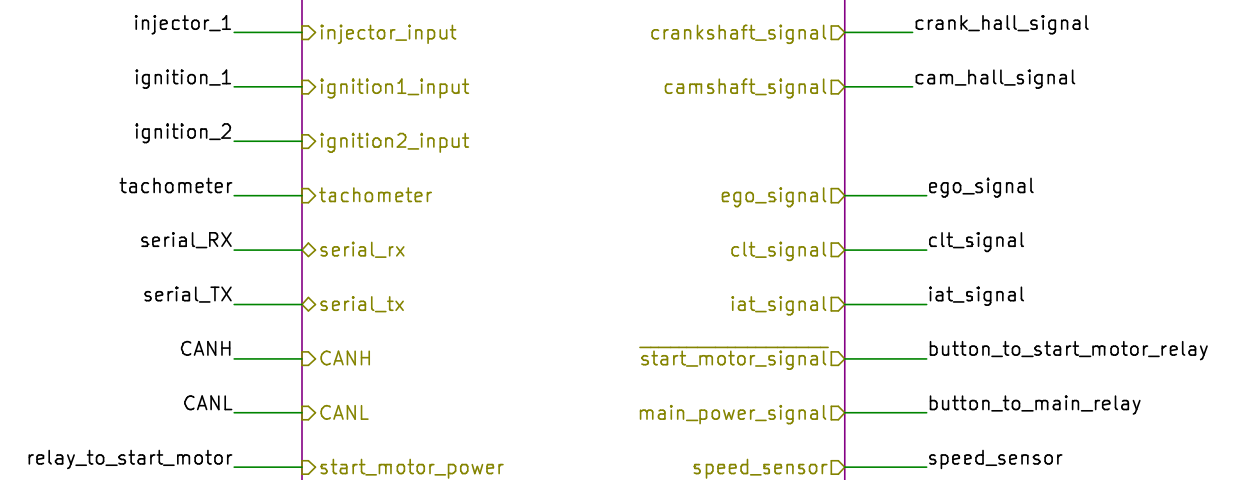 injector_1 injector_input crankshaft_signal crank_hall_signal
ignition_1 ignition1_input camshaft_signal cam_hall_signal
ignition_2 ignition2_input
tachometer tachometer ego_signal ego_signal
serial_RX serial_rx clt_signal clt_signal
serial_TX serial_tx iat_signal iat_signal
CANH CANH start_motor_signal button_to_start_motor_relay
CANL CANL main_power_signal button_to_main_relay
relay_to_start_motor start_motor_power speed_sensor speed_sensor